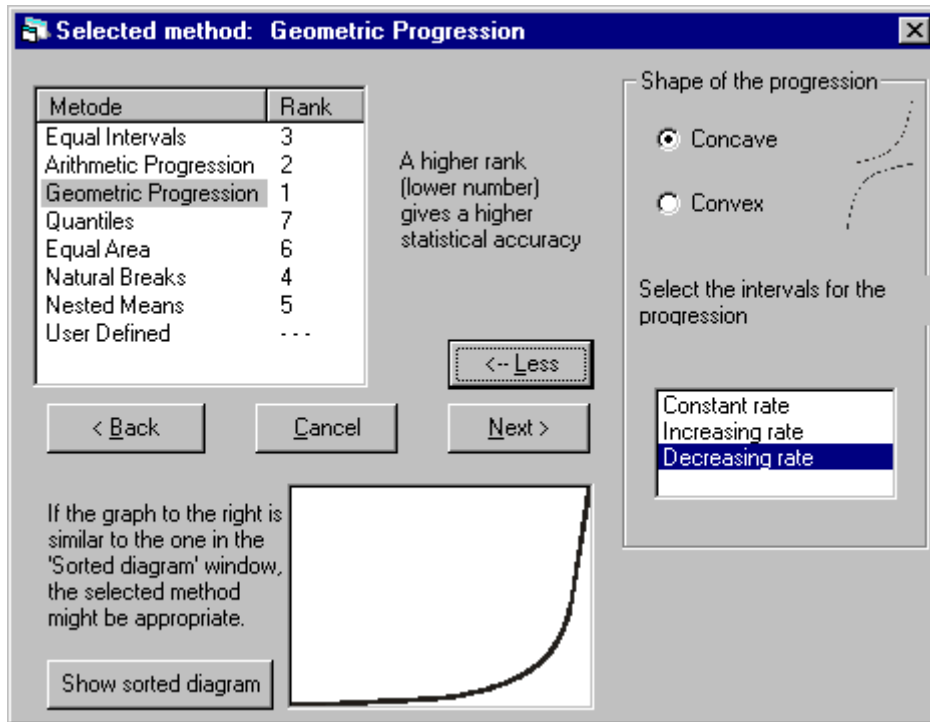 Selected method: Geometric Progression
Metode Rank
Equal Intervals 3
Arithmetic Progression 2
Geometric Progression 1
Quantiles 7
Equal Area 6
Natural Breaks 4
Nested Means 5
User Defined - - -
A higher rank
(lower number)
gives a higher
statistical accuracy
<-- Less
< Back
Cancel
Next >
If the graph to the right is
similar to the one in the
'Sorted diagram' window,
the selected method
might be appropriate.
Show sorted diagram
Shape of the progression
Concave
Convex
Select the intervals for the
progression
Constant rate
Increasing rate
Decreasing rate